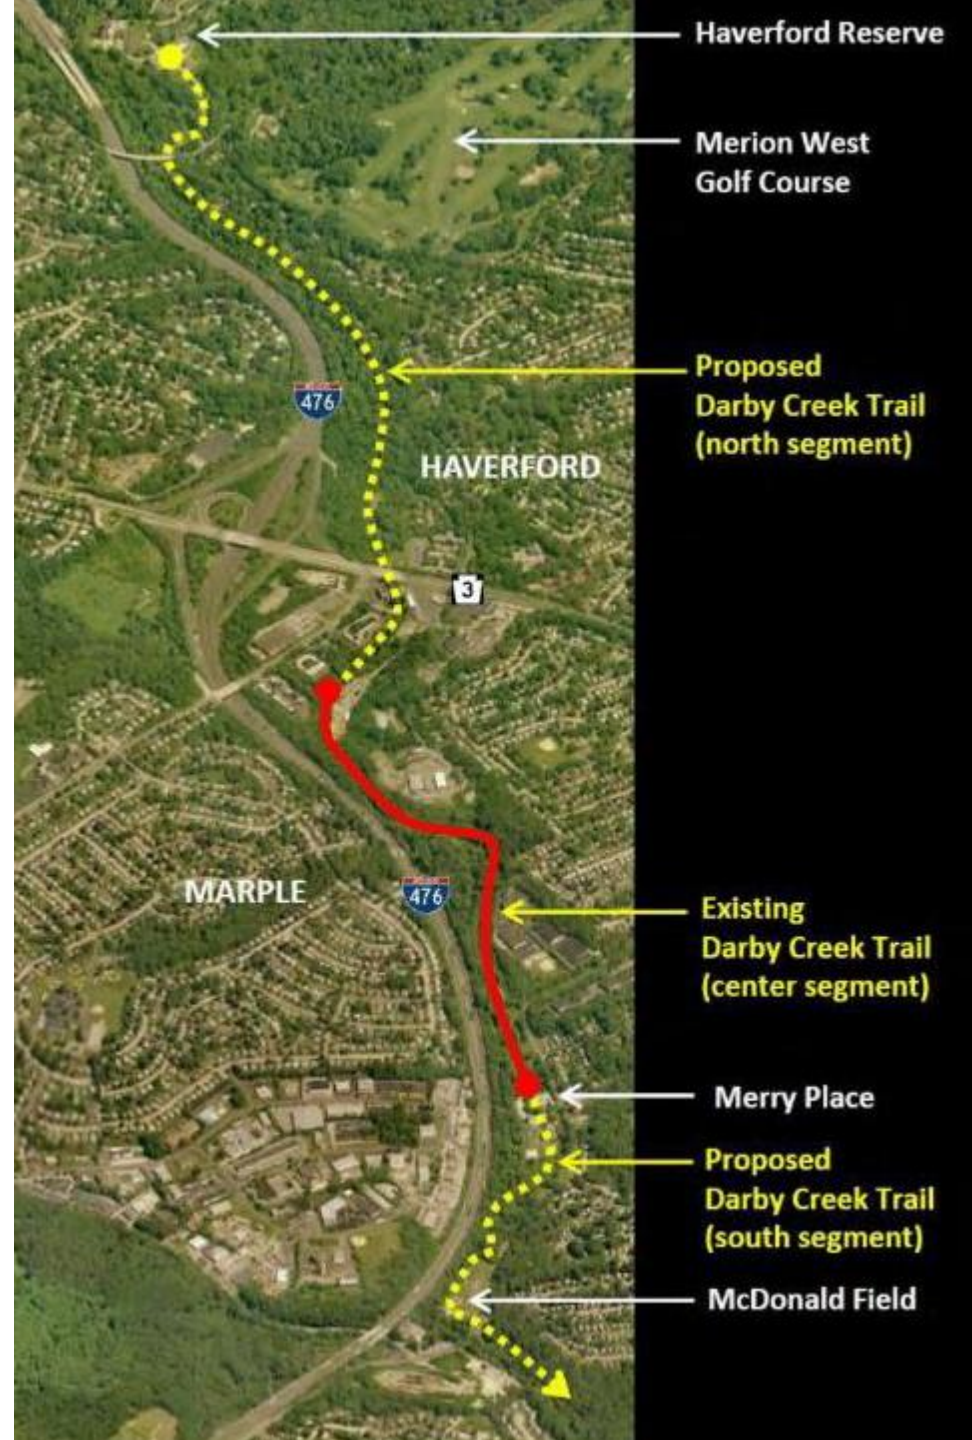 Haverford Reserve
Merion West
Golf Course
Proposed
Darby Creek Trail
(north segment)
476
HAVERFORD
3
MARPLE
476
Existing
Darby Creek Trail
(center segment)
Merry Place
Proposed
Darby Creek Trail
(south segment)
McDonald Field